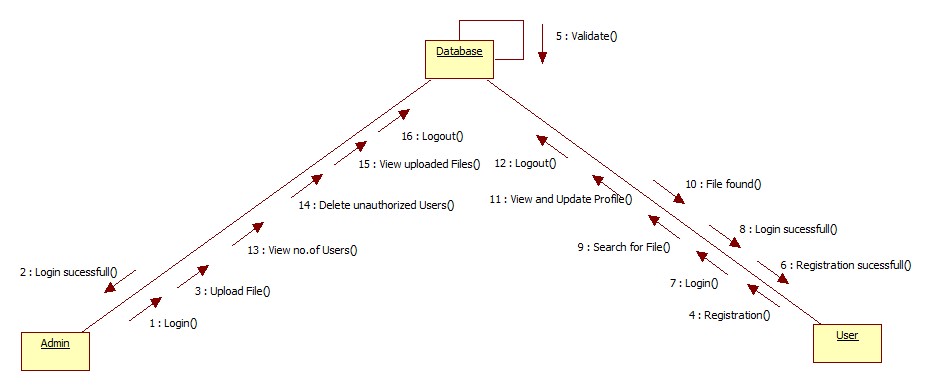 Database
5 : Validate()
16 : Logout()
15 : View uploaded Files()
14 : Delete unauthorized Users()
13 : View no.of Users()
2 : Login sucessfull()
3 : Upload File()
1 : Login()
Admin
12 : Logout()
10 : File found()
11 : View and Update Profile()
8 : Login sucessfull()
9 : Search for File()
6 : Registration sucessfull()
7 : Login()
4 : Registration()
User